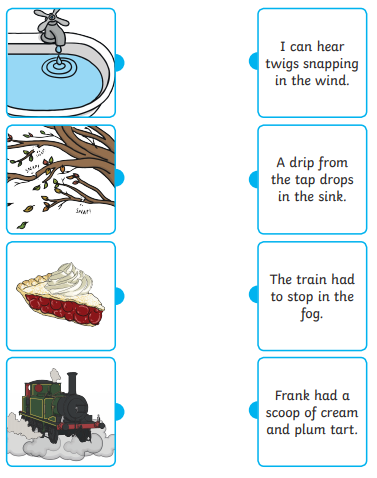 I can hear
twigs snapping
in the wind.
SNAP!
A drip from
the tap drops
in the sink.
The train had
to stop in the
fog.
Frank had a
scoop of cream
and plum tart.